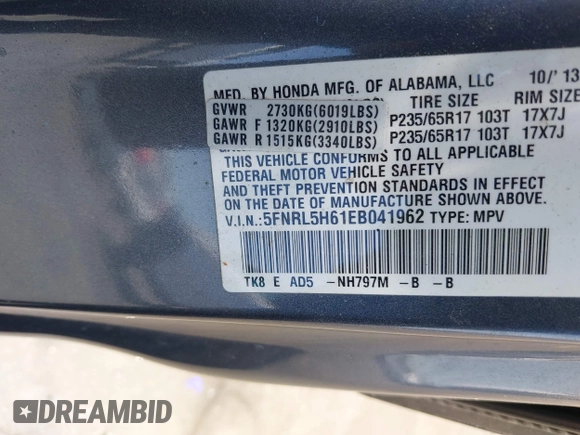 MFD. BY HONDA MFG. OF ALABAMA, LLC 10/'13
TIRE SIZE RIM SIZE
GVWR 2730KG(6019LBS)
GAWR F 1320KG(2910LBS) P235/65R17 103T 17X7J
GAWR R 1515KG(3340LBS) P235/65R17 103T 17X7J
THIS VEHICLE CONFORMS TO ALL APPLICABLE
FEDERAL MOTOR VEHICLE SAFETY
AND THEFT PREVENTION STANDARDS IN EFFECT
ON THE DATE OF MANUFACTURE SHOWN ABOVE.
V.I.N.:5FNRL5H61EB041962 TYPE: MPV
TK8 E AD5 -NH797M -B -B
DREAMBID